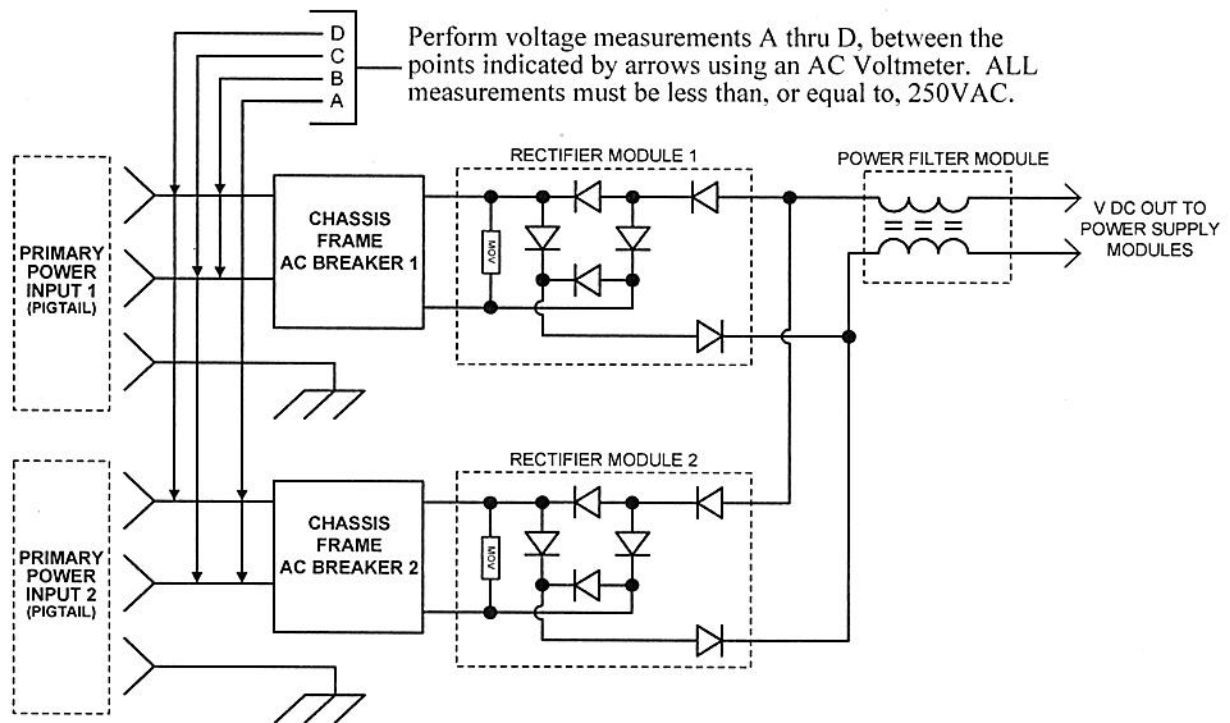 D
C
B
A
Perform voltage measurements A thru D, between the
points indicated by arrows using an AC Voltmeter.  ALL
measurements must be less than, or equal to, 250VAC.
RECTIFIER MODULE 1
POWER FILTER MODULE
PRIMARY
POWER
INPUT 1
(PIGTAIL)
CHASSIS
FRAME
AC BREAKER 1
MOV
V DC OUT TO
POWER SUPPLY
MODULES
RECTIFIER MODULE 2
PRIMARY
POWER
INPUT 2
(PIGTAIL)
CHASSIS
FRAME
AC BREAKER 2
MOV